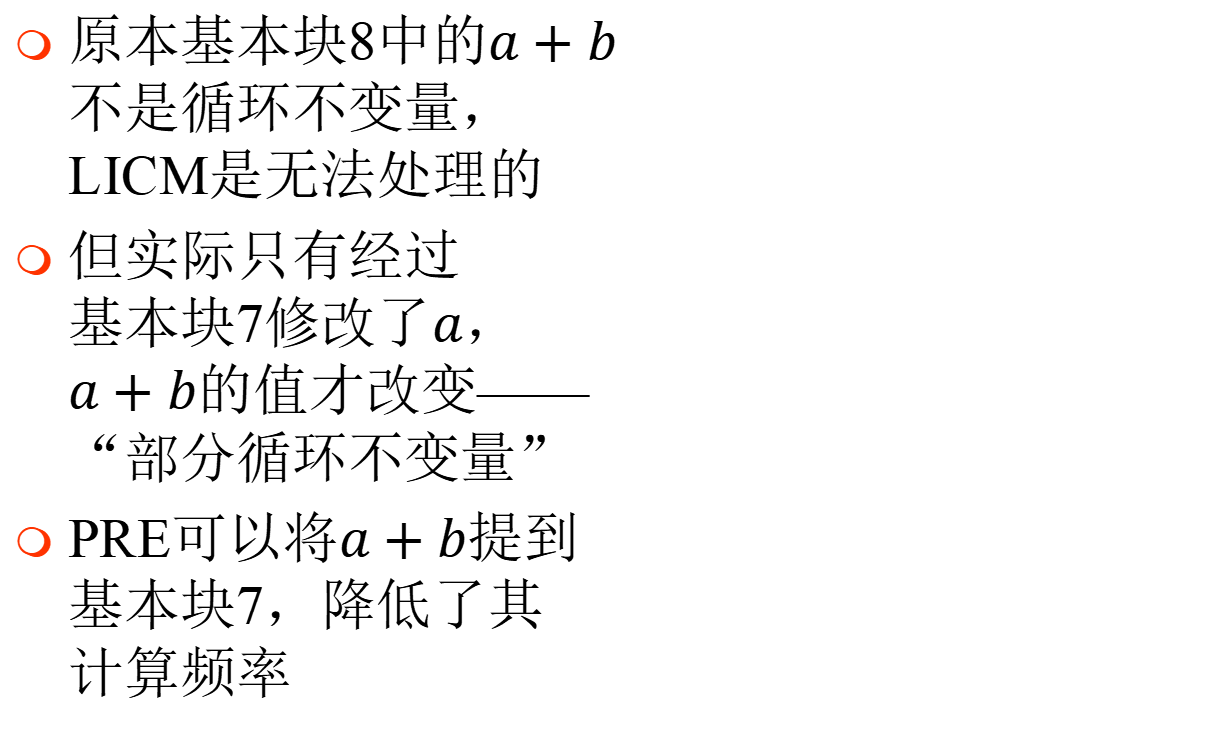 原本基本块8中的a + b
不是循环不变量，
LICM是无法处理的
但实际只有经过
基本块7修改了a，
a + b的值才改变——
“部分循环不变量”
PRE可以将a + b提到
基本块7，降低了其
计算频率